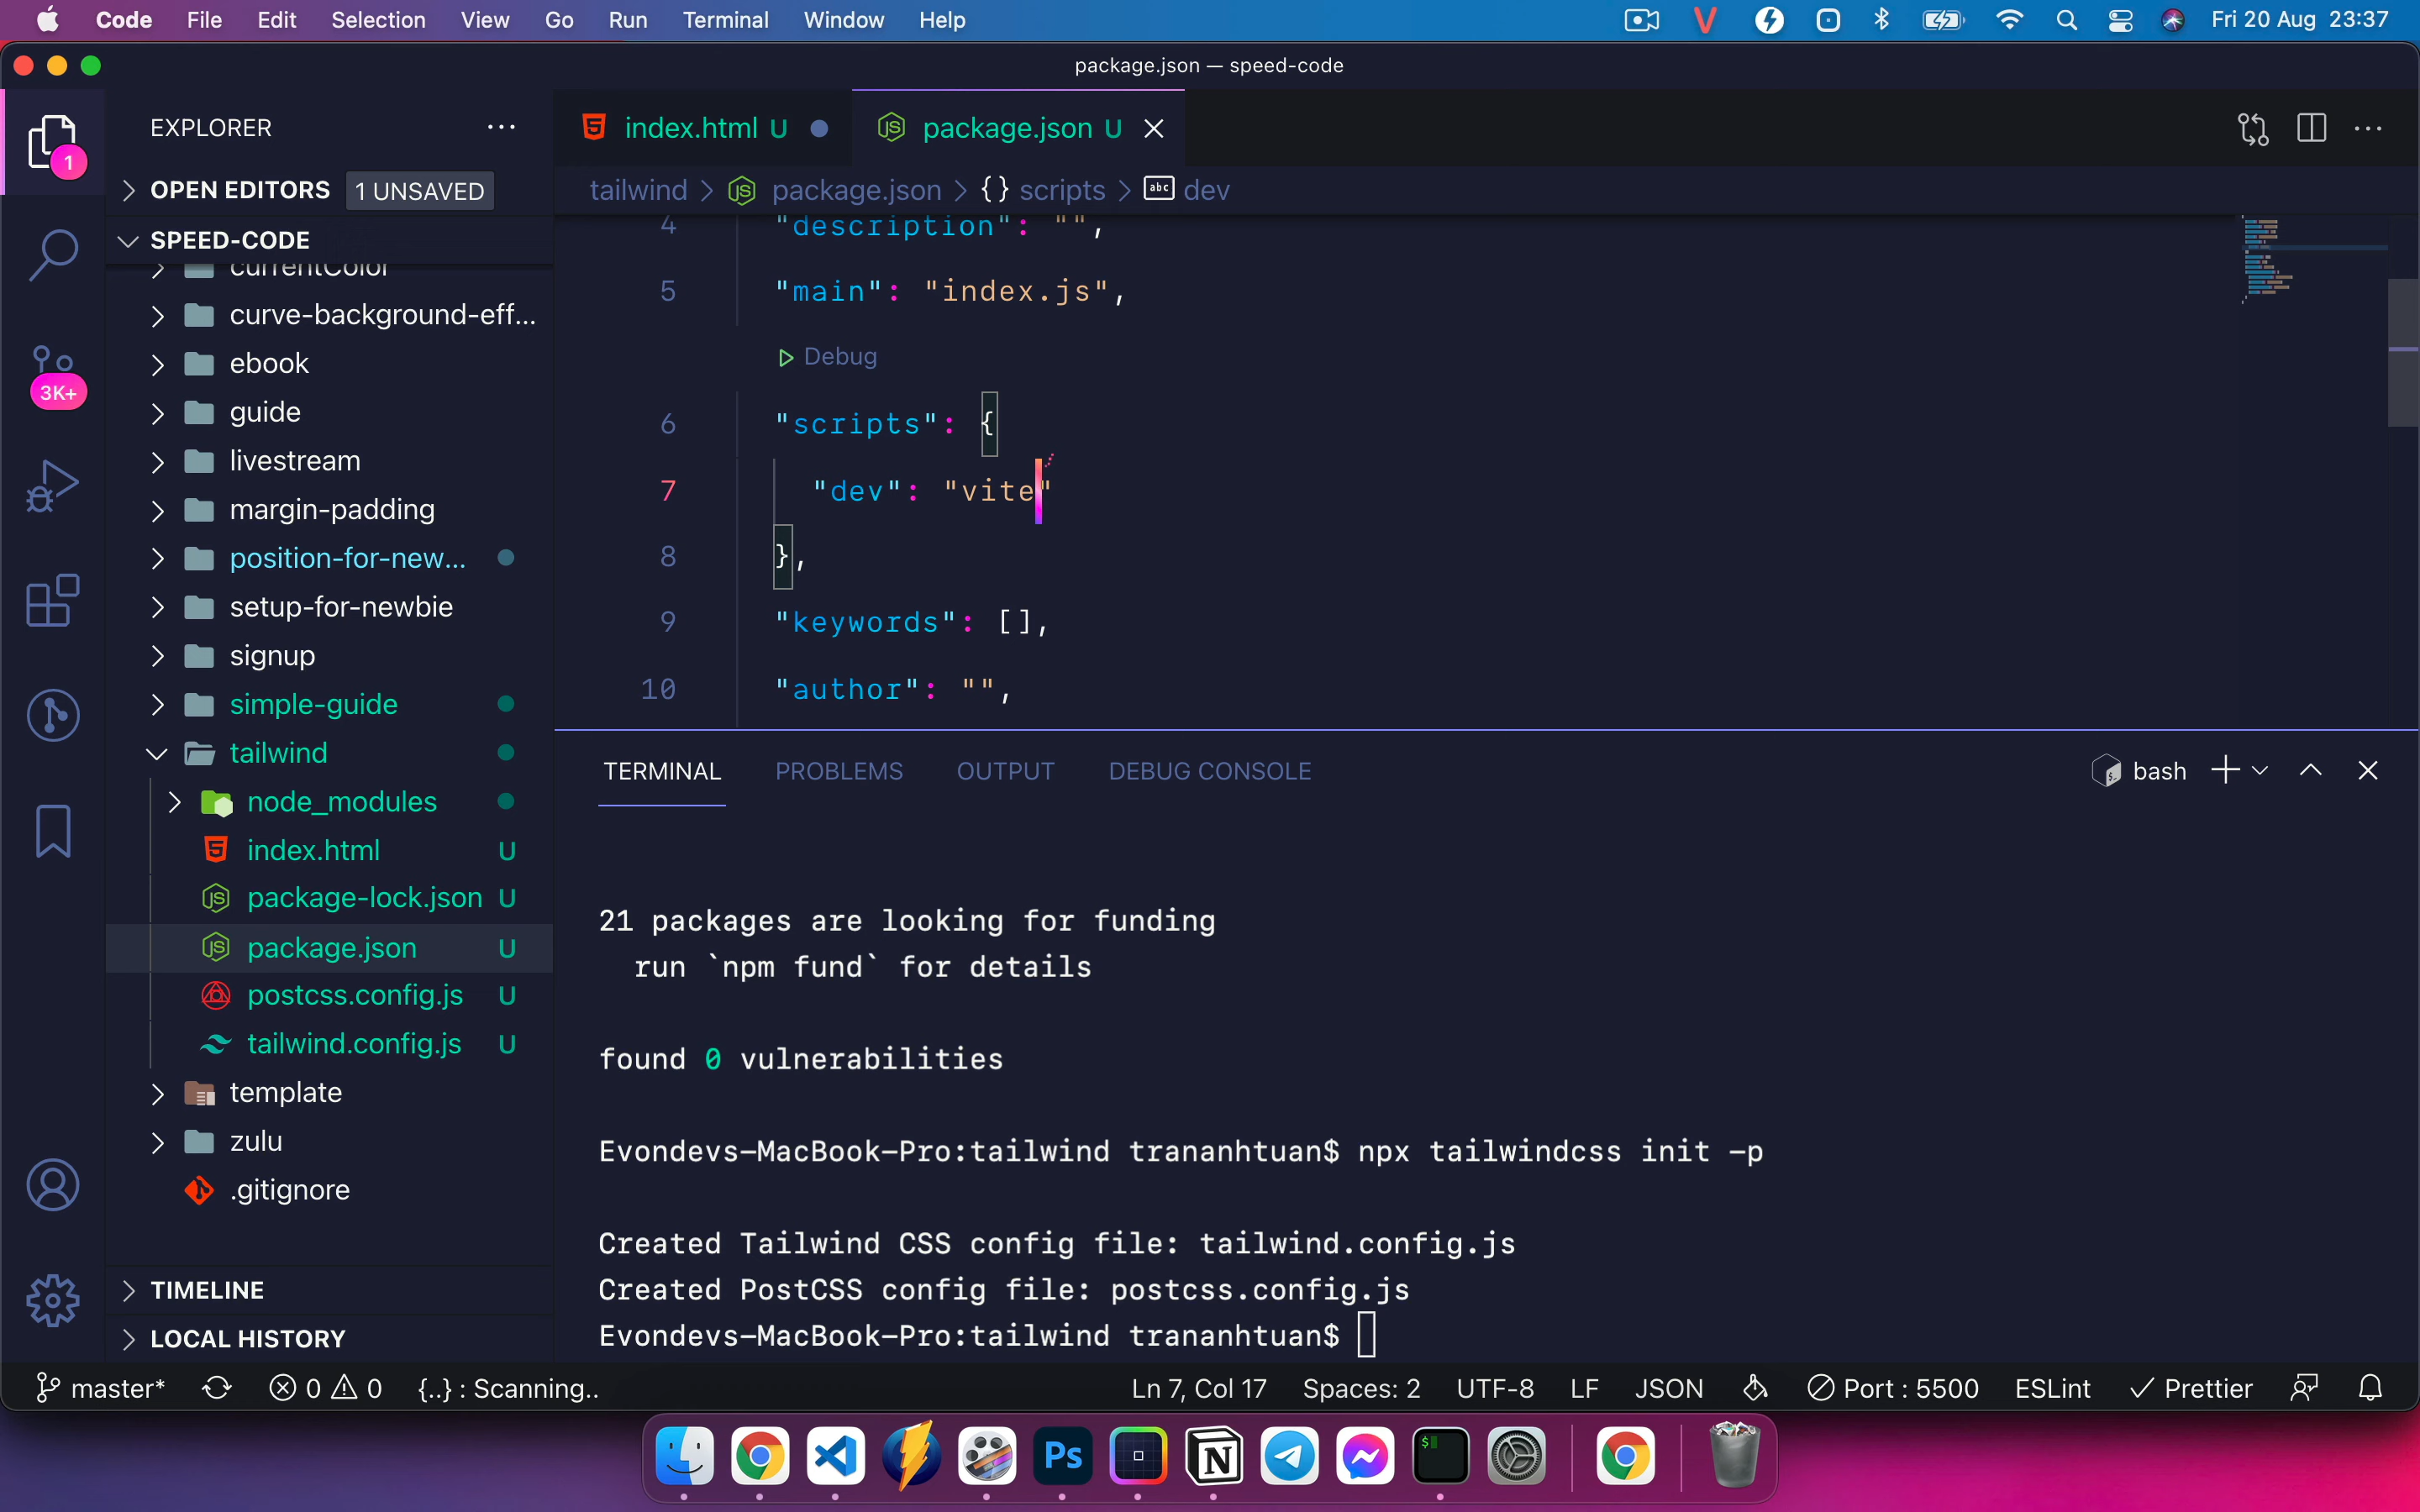 Code File Edit Selection View Go Run Terminal Window Help Fri 20 Aug 23:37
package.json — speed-code
EXPLORER
OPEN EDITORS 1 UNSAVED
SPEED-CODE
currentColor
curve-background-eff...
ebook
guide
livestream
margin-padding
position-for-new...
setup-for-newbie
signup
simple-guide
tailwind
node_modules
index.html U
package-lock.json U
package.json U
postcss.config.js U
tailwind.config.js U
template
zulu
.gitignore
TIMELINE
LOCAL HISTORY
1
3K+
index.html U package.json U
tailwind > package.json > {} scripts > abc dev
4 "description": "",
5 "main": "index.js",
Debug
6 "scripts": {
7 "dev": "vite"
8 },
9 "keywords": [],
10 "author": "",
TERMINAL PROBLEMS OUTPUT DEBUG CONSOLE bash
21 packages are looking for funding
run `npm fund` for details
found 0 vulnerabilities
Evondevs-MacBook-Pro:tailwind trananhtuan$ npx tailwindcss init -p
Created Tailwind CSS config file: tailwind.config.js
Created PostCSS config file: postcss.config.js
Evondevs-MacBook-Pro:tailwind trananhtuan$
master* 0 0 {..} : Scanning.. Ln 7, Col 17 Spaces: 2 UTF-8 LF JSON Port : 5500 ESLint Prettier
Ps